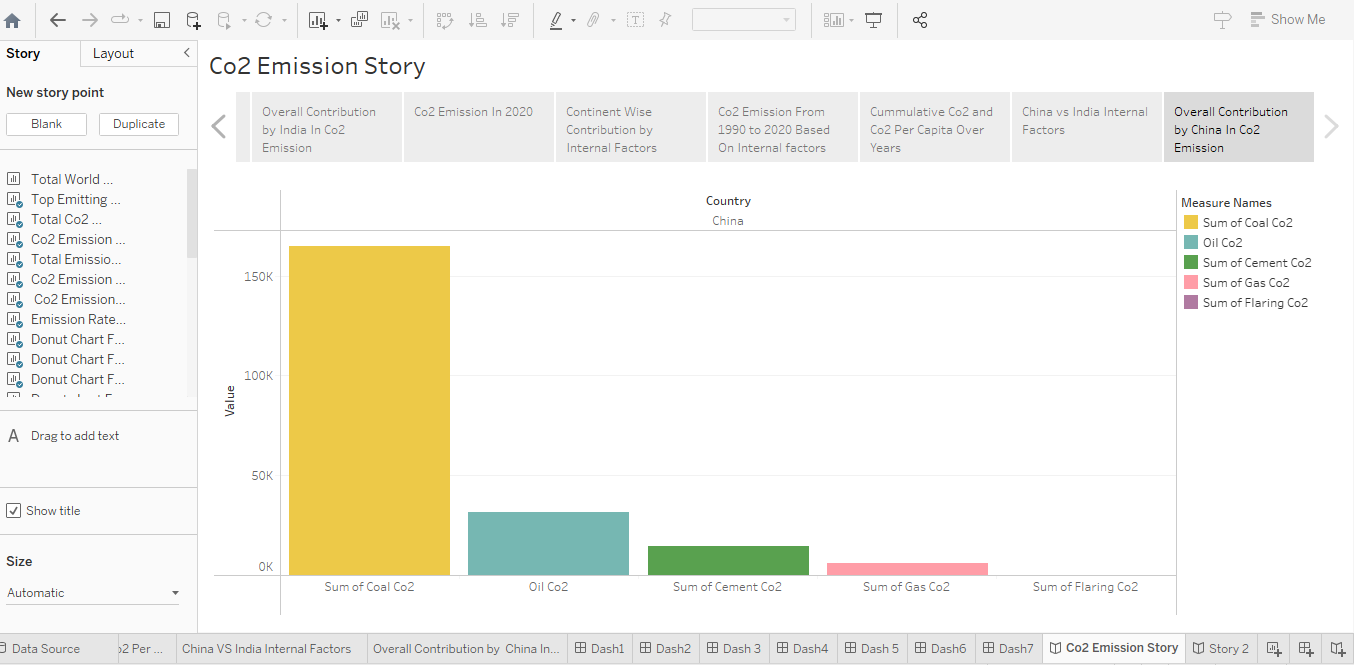 Show Me
Story
Layout
New story point
Blank
Duplicate
Total World ...
Top Emitting ...
Total Co2 ...
Co2 Emission ...
Total Emissio...
Co2 Emission ...
Co2 Emission...
Emission Rate...
Donut Chart F...
Donut Chart F...
Donut Chart F...
A Drag to add text
Show title
Size
Automatic
Co2 Emission Story
Overall Contribution
by India In Co2
Emission
Co2 Emission In 2020
Continent Wise
Contribution by
Internal Factors
Co2 Emission From
1990 to 2020 Based
On Internal factors
Cummulative Co2 and
Co2 Per Capita Over
Years
China vs India Internal
Factors
Overall Contribution
by China In Co2
Emission
Country
China
Value
150K
100K
50K
0K
Sum of Coal Co2
Oil Co2
Sum of Cement Co2
Sum of Gas Co2
Sum of Flaring Co2
Measure Names
Sum of Coal Co2
Oil Co2
Sum of Cement Co2
Sum of Gas Co2
Sum of Flaring Co2
Data Source
Per ...
China VS India Internal Factors
Overall Contribution by China In...
Dash1
Dash2
Dash 3
Dash4
Dash 5
Dash6
Dash7
Co2 Emission Story
Story 2